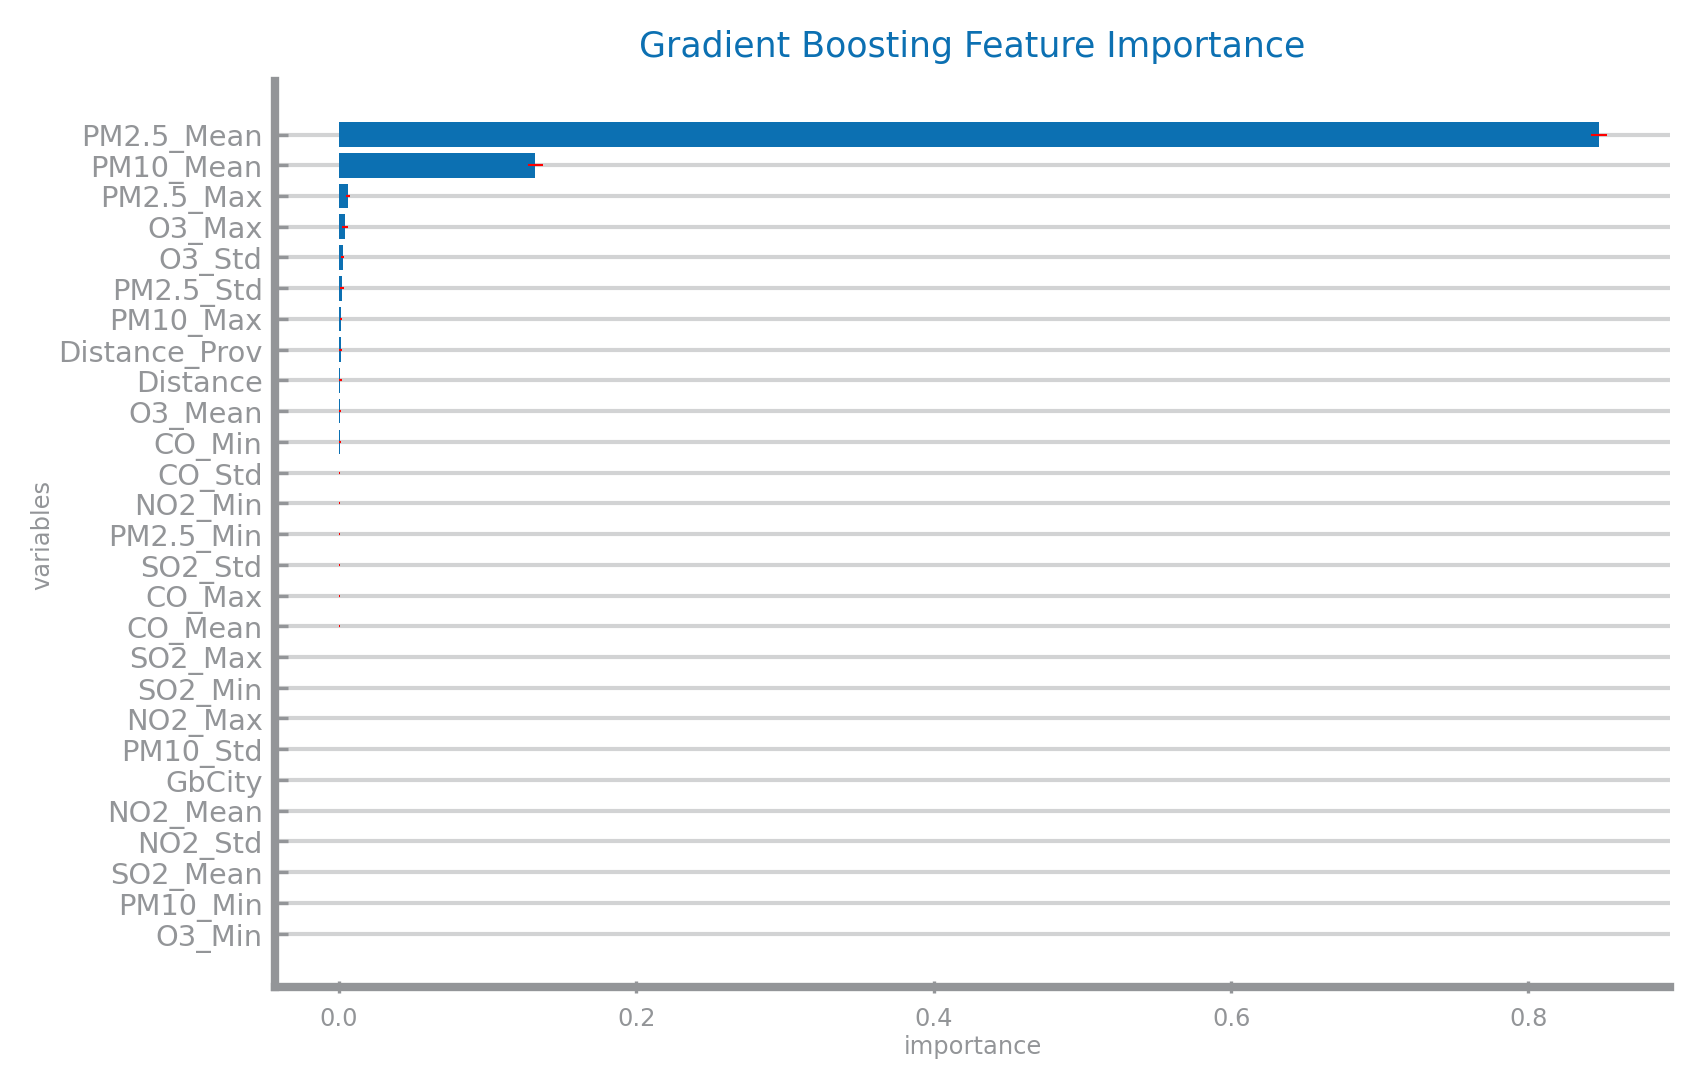 Gradient Boosting Feature Importance
PM2.5_Mean
PM10_Mean
PM2.5_Max
O3_Max
O3_Std
PM2.5_Std
PM10_Max
Distance_Prov
Distance
O3_Mean
CO_Min
CO_Std
NO2_Min
PM2.5_Min
SO2_Std
CO_Max
CO_Mean
SO2_Max
SO2_Min
NO2_Max
PM10_Std
GbCity
NO2_Mean
NO2_Std
SO2_Mean
PM10_Min
O3_Min
variables
0.0 0.2 0.4 0.6 0.8
importance